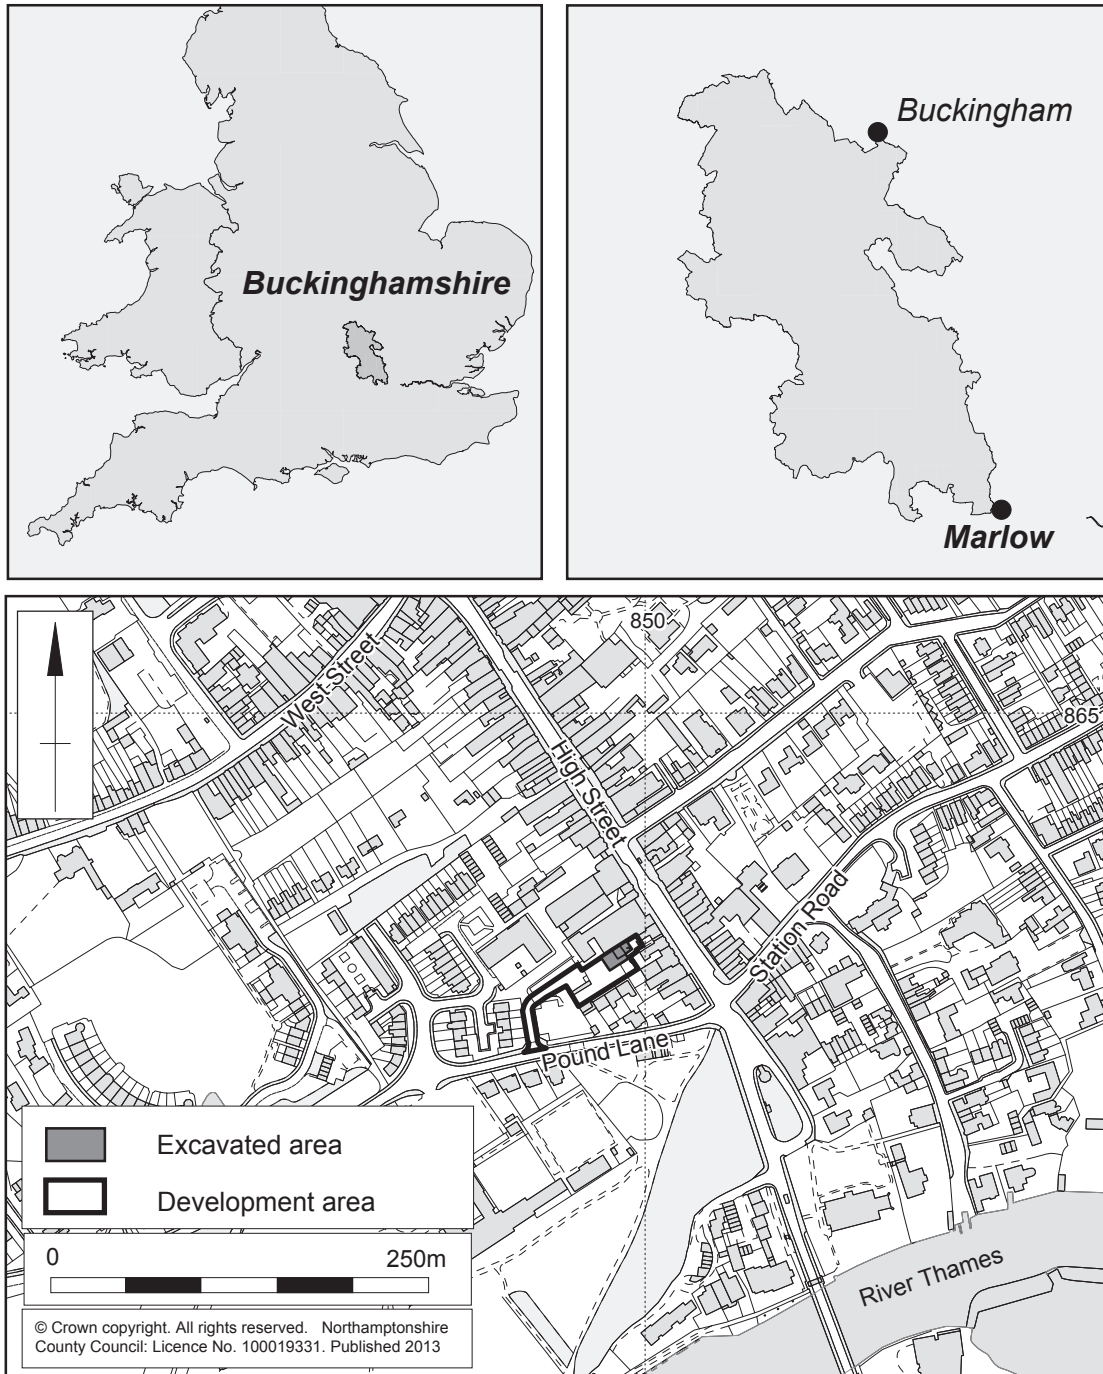 Buckinghamshire
Buckingham
Marlow
850
West Street
865
High Street
Station Road
Pound Lane
Excavated area
Development area
0 250m
River Thames
© Crown copyright. All rights reserved. Northamptonshire
County Council: Licence No. 100019331. Published 2013